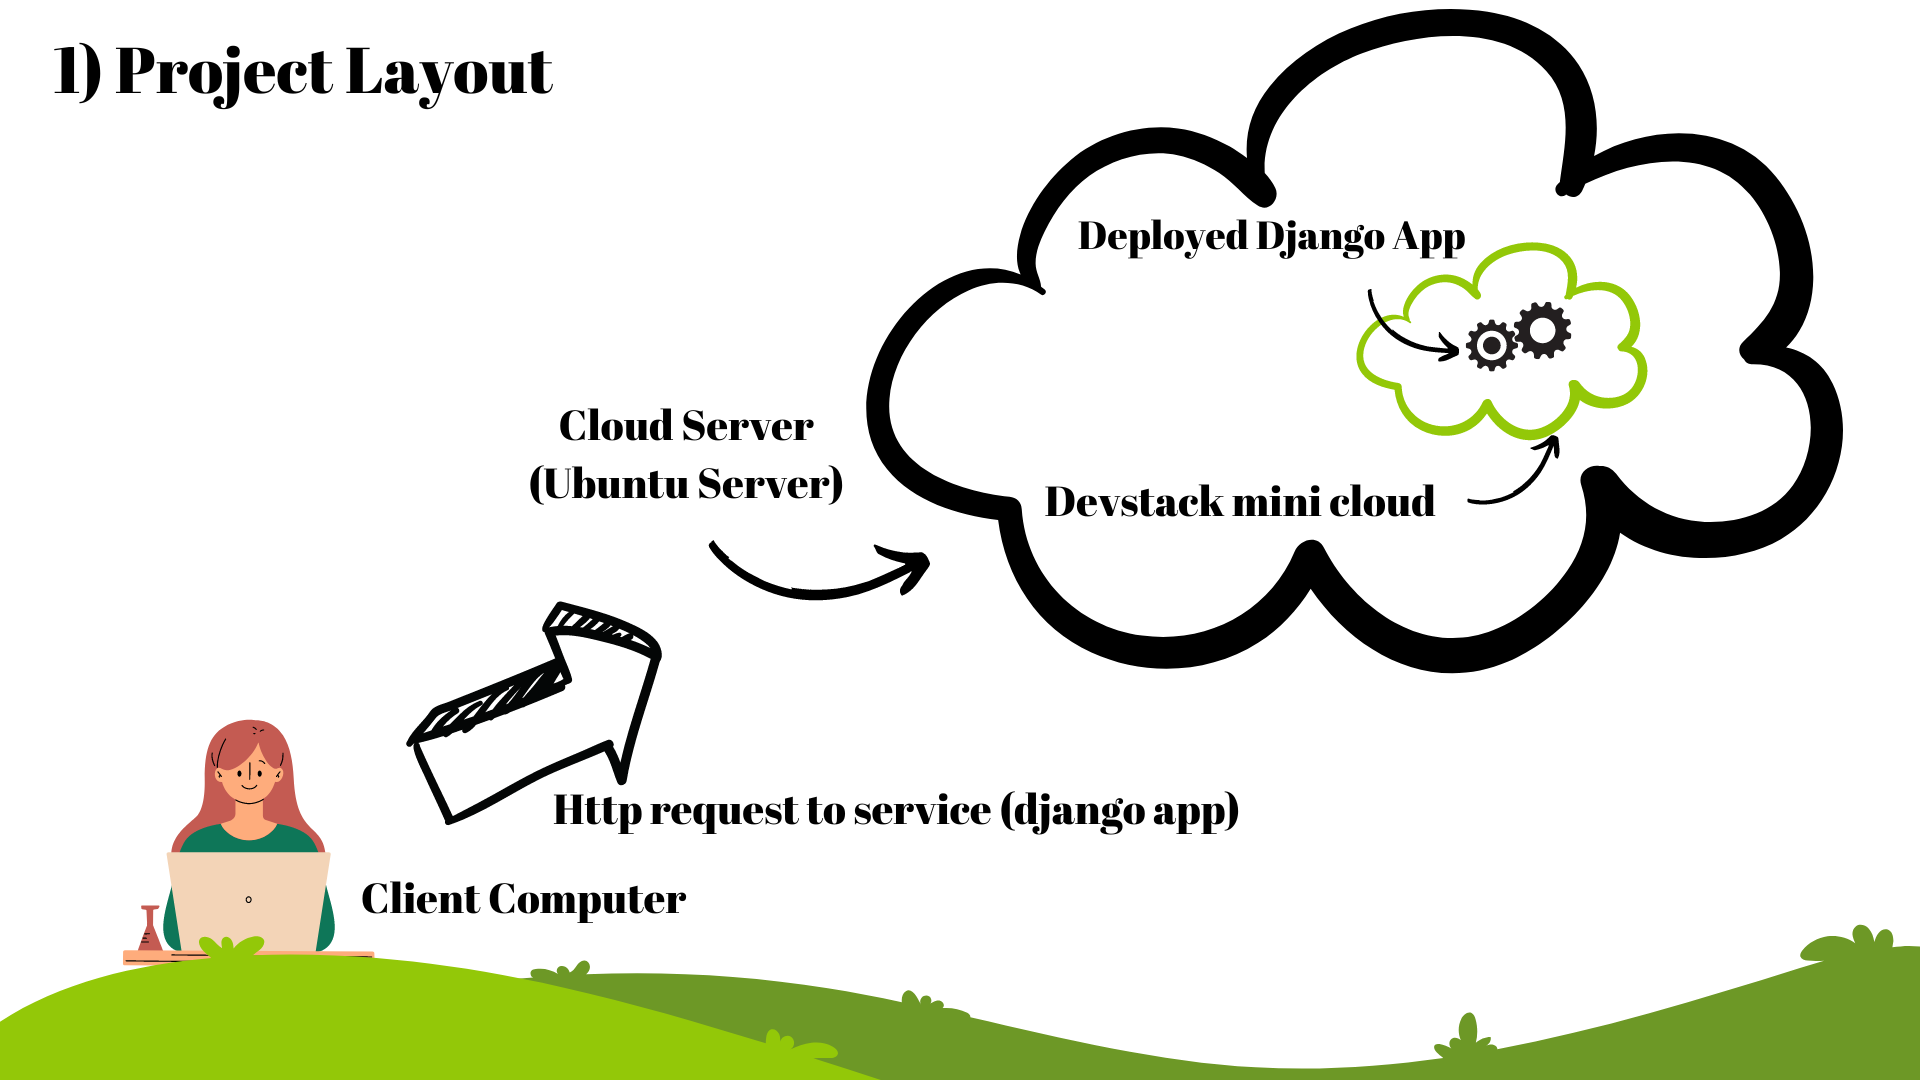 1) Project Layout
Deployed Django App
Cloud Server
(Ubuntu Server)
Devstack mini cloud
Http request to service (django app)
Client Computer